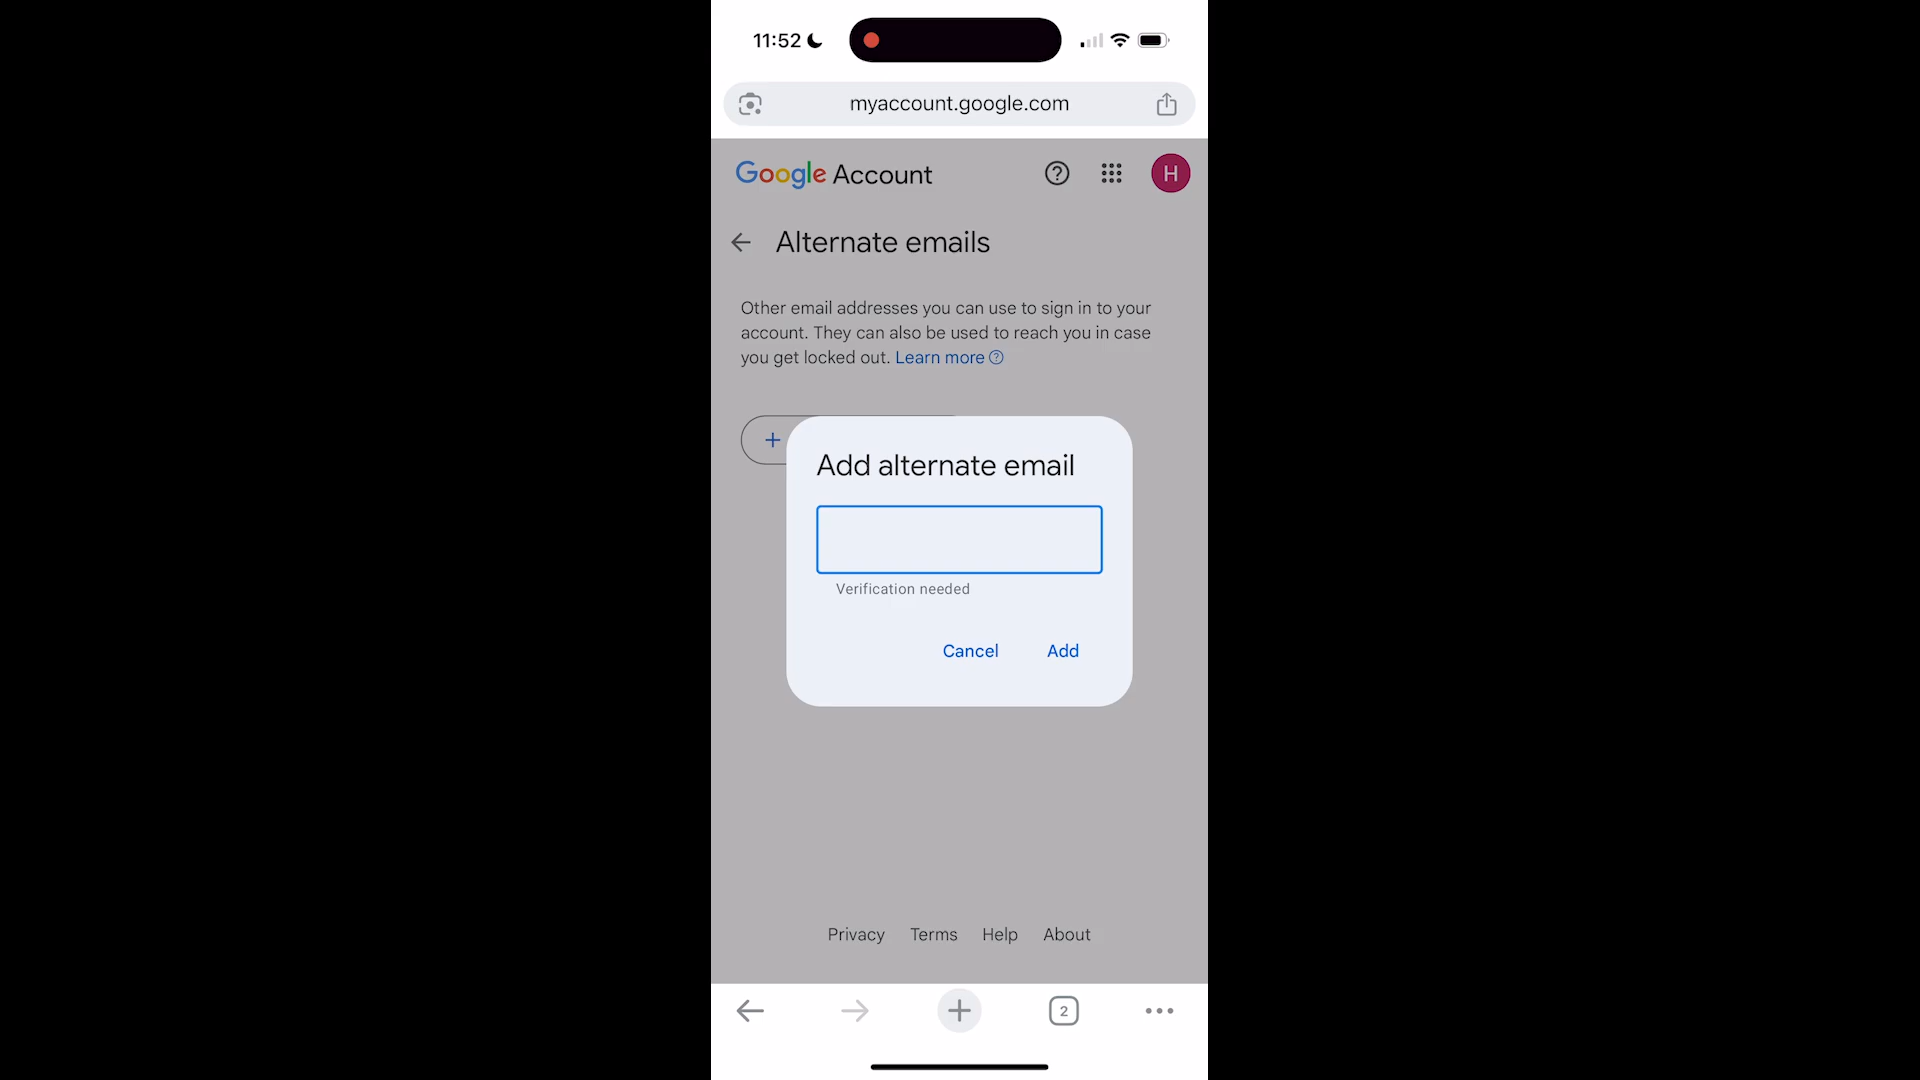 11:52
myaccount.google.com
Google Account
H
Alternate emails
Other email addresses you can use to sign in to your
account. They can also be used to reach you in case
you get locked out. Learn more
Add alternate email
Verification needed
Cancel Add
Privacy Terms Help About
2